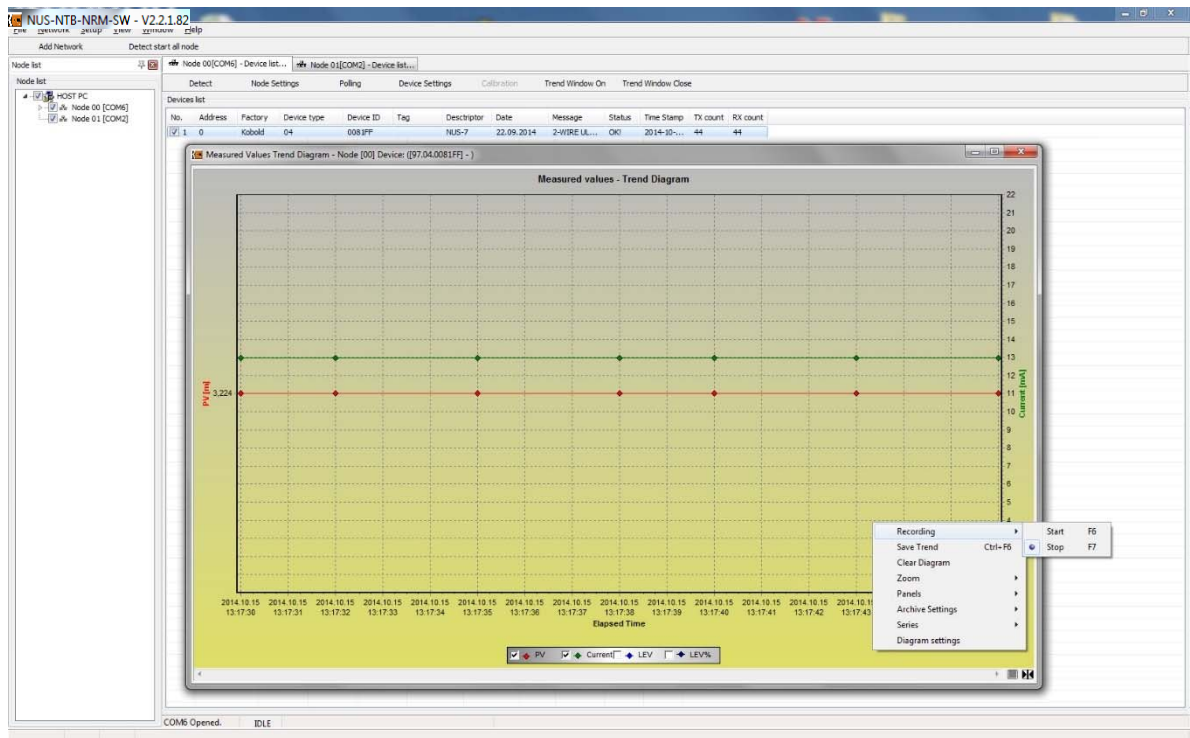 NUS-NTB-NRM-SW - V2.2.1.82
File Network Setup View Window Help
Add Network Detect start all node
Node list
Node list
HOST PC
Node 00 [COM6]
Node 01 [COM2]
Node 00[COM6] - Device list... Node 01[COM2] - Device list...
Detect Node Settings Polling Device Settings Calibration Trend Window On Trend Window Close
Devices list
No. Address Factory Device type Device ID Tag Desctriptor Date Message Status Time Stamp TX count RX count
1 0 Kobold 04 0081FF NUS-7 22.09.2014 2-WIRE UL... OK! 2014-10-... 44 44
Measured Values Trend Diagram - Node [00] Device: ([97.04.0081FF] - )
Measured values - Trend Diagram
22
21
20
19
18
17
16
15
14
13
12
11
10
9
8
7
6
5
4
PV [m]
3,224
Current [mA]
Recording Start F6
Save Trend Ctrl+F6 Stop F7
Clear Diagram
Zoom
Panels
Archive Settings
Series
Diagram settings
2014.10.15 2014.10.15 2014.10.15 2014.10.15 2014.10.15 2014.10.15 2014.10.15 2014.10.15 2014.10.15 2014.10.15 2014.10.15 2014.10.15 2014.10.15 2014.10.15
13:17:30 13:17:31 13:17:32 13:17:33 13:17:34 13:17:35 13:17:36 13:17:37 13:17:38 13:17:39 13:17:40 13:17:41 13:17:42 13:17:43
Elapsed Time
PV Current LEV LEV%
COM6 Opened. IDLE